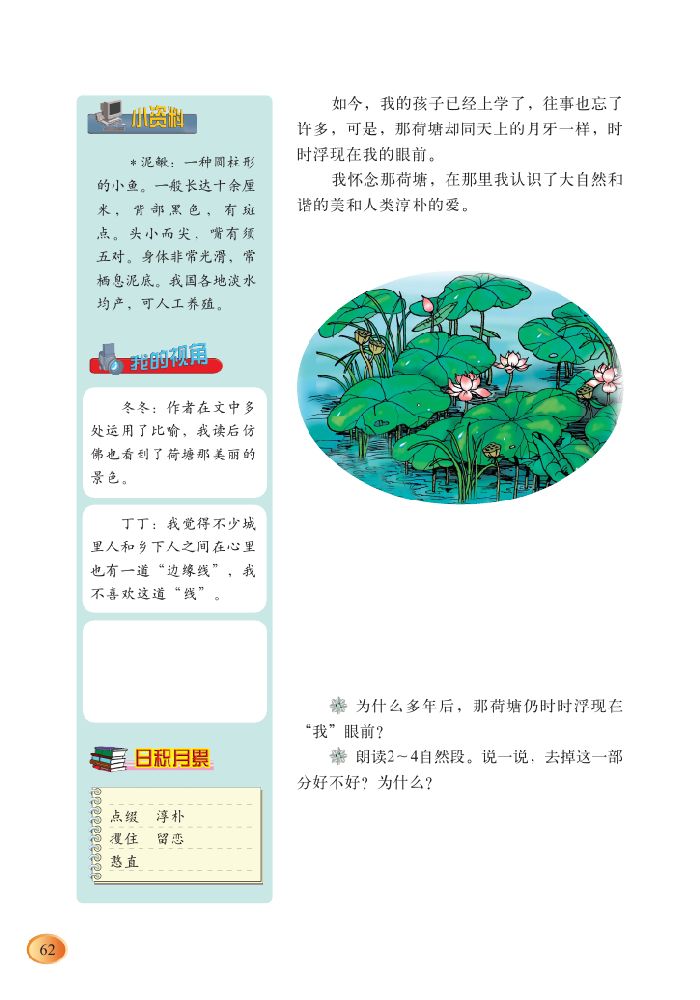 小资料
*泥鳅：一种圆柱形
的小鱼。一般长达十余厘
米，背部黑色，有斑
点。头小而尖，嘴有须
五对。身体非常光滑，常
栖息泥底。我国各地淡水
均产，可人工养殖。
我的视角
冬冬：作者在文中多
处运用了比喻，我读后仿
佛也看到了荷塘那美丽的
景色。
丁丁：我觉得不少城
里人和乡下人之间在心里
也有一道“边缘线”，我
不喜欢这道“线”。
日积月累
点缀 淳朴
攫住 留恋
憨直
如今，我的孩子已经上学了，往事也忘了
许多，可是，那荷塘却同天上的月牙一样，时
时浮现在我的眼前。
我怀念那荷塘，在那里我认识了大自然和
谐的美和人类淳朴的爱。
为什么多年后，那荷塘仍时时浮现在
“我”眼前？
朗读2～4自然段。说一说，去掉这一部
分好不好？为什么？
62